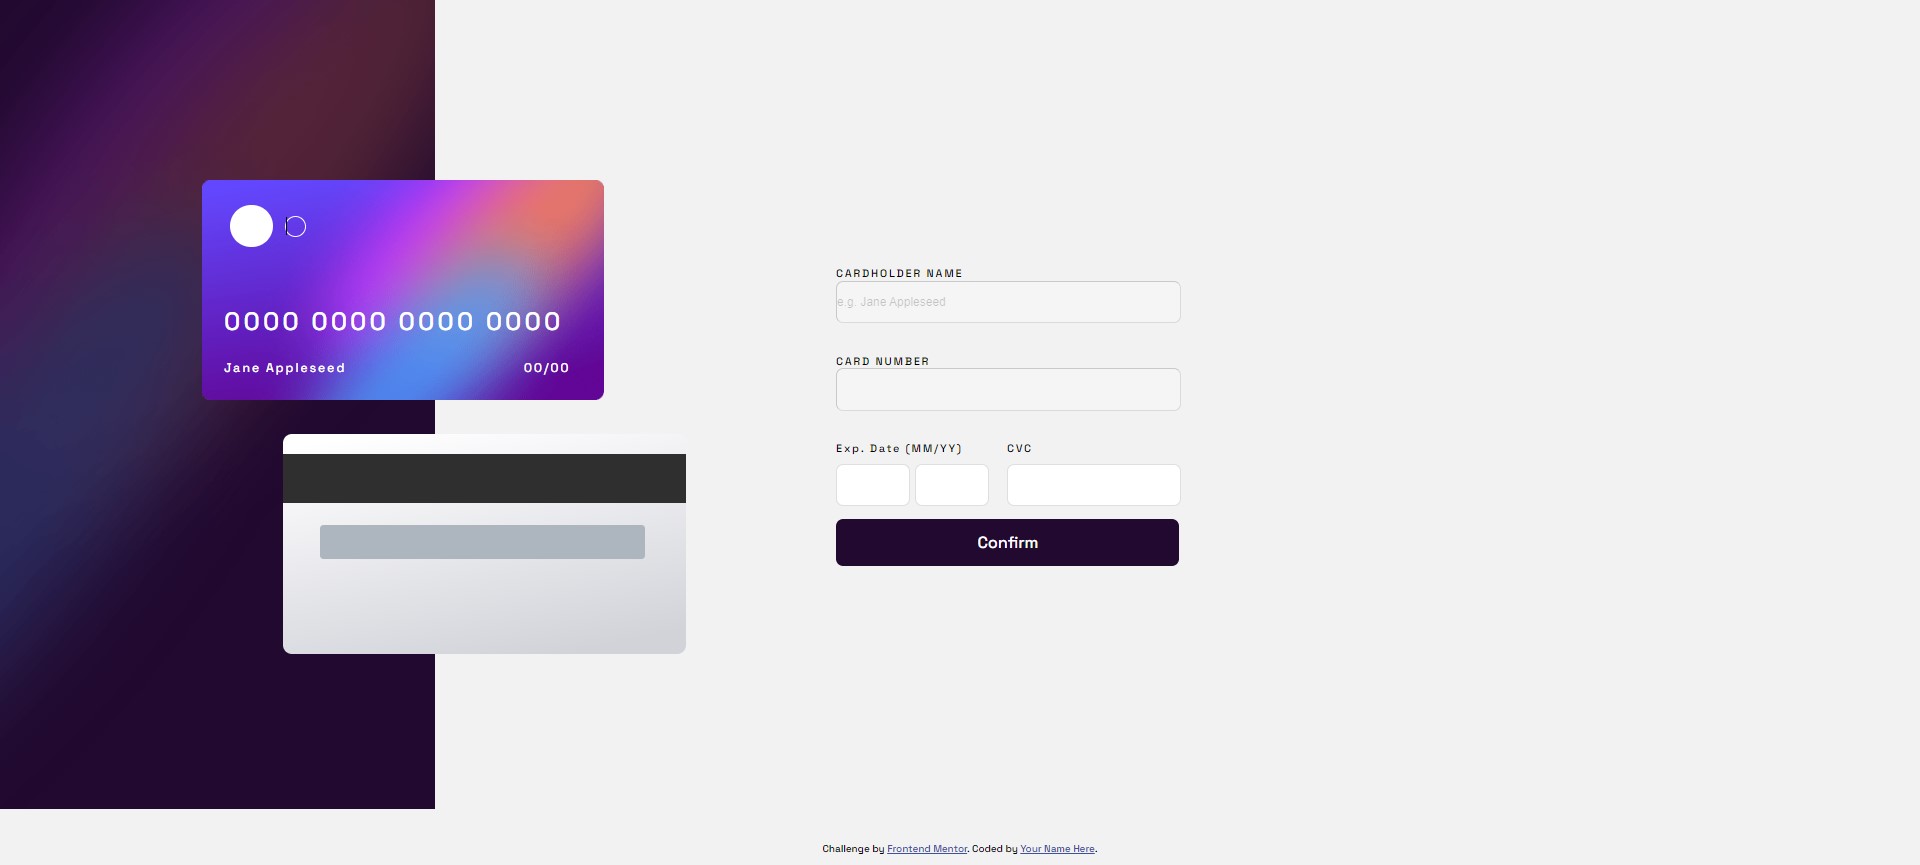 0000 0000 0000 0000
Jane Appleseed 00/00
CARDHOLDER NAME
e.g. Jane Appleseed
CARD NUMBER
Exp. Date (MM/YY) CVC
Confirm
Challenge by Frontend Mentor. Coded by Your Name Here.